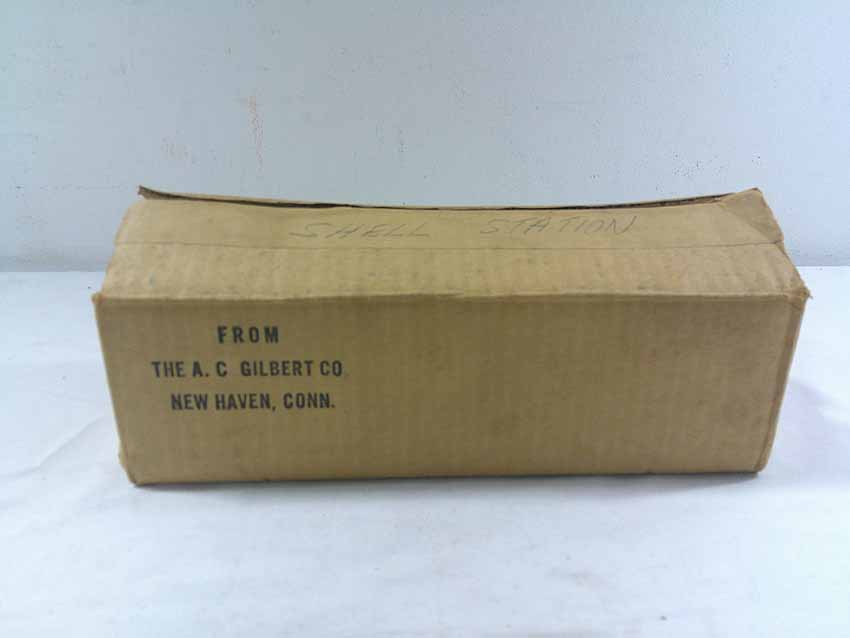 SHELL STATION
FROM
THE A. C GILBERT CO.
NEW HAVEN, CONN.